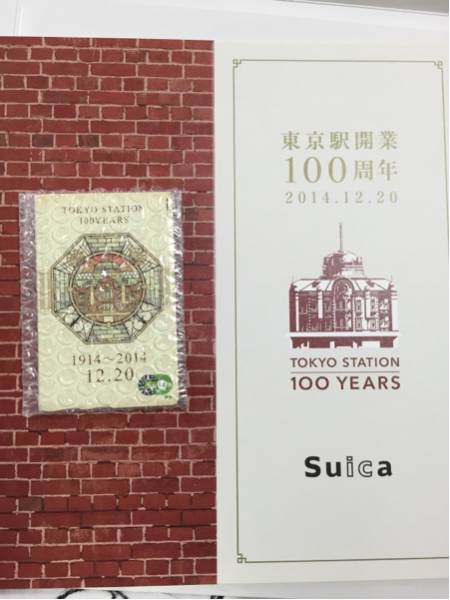 TOKYO STATION
100YEARS
1914~2014
12.20
東京駅開業
100周年
2014.12.20
TOKYO STATION
100 YEARS
Suica